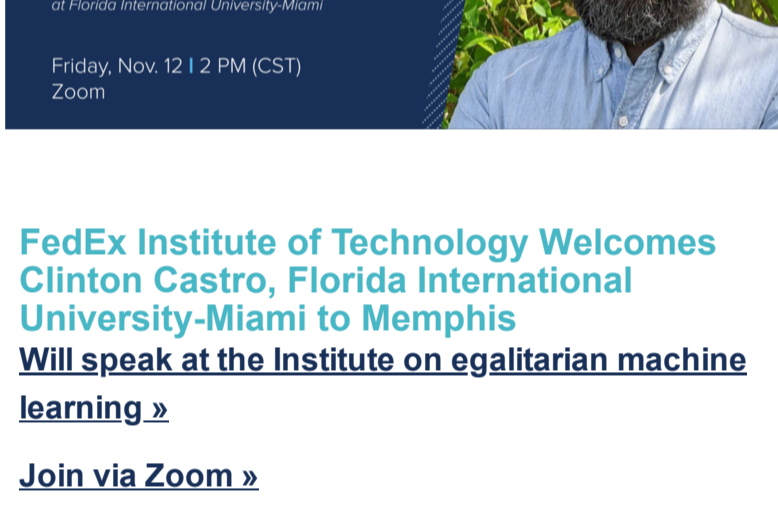 at Florida International University-Miami
Friday, Nov. 12 | 2 PM (CST)
Zoom
FedEx Institute of Technology Welcomes
Clinton Castro, Florida International
University-Miami to Memphis
Will speak at the Institute on egalitarian machine
learning »
Join via Zoom »